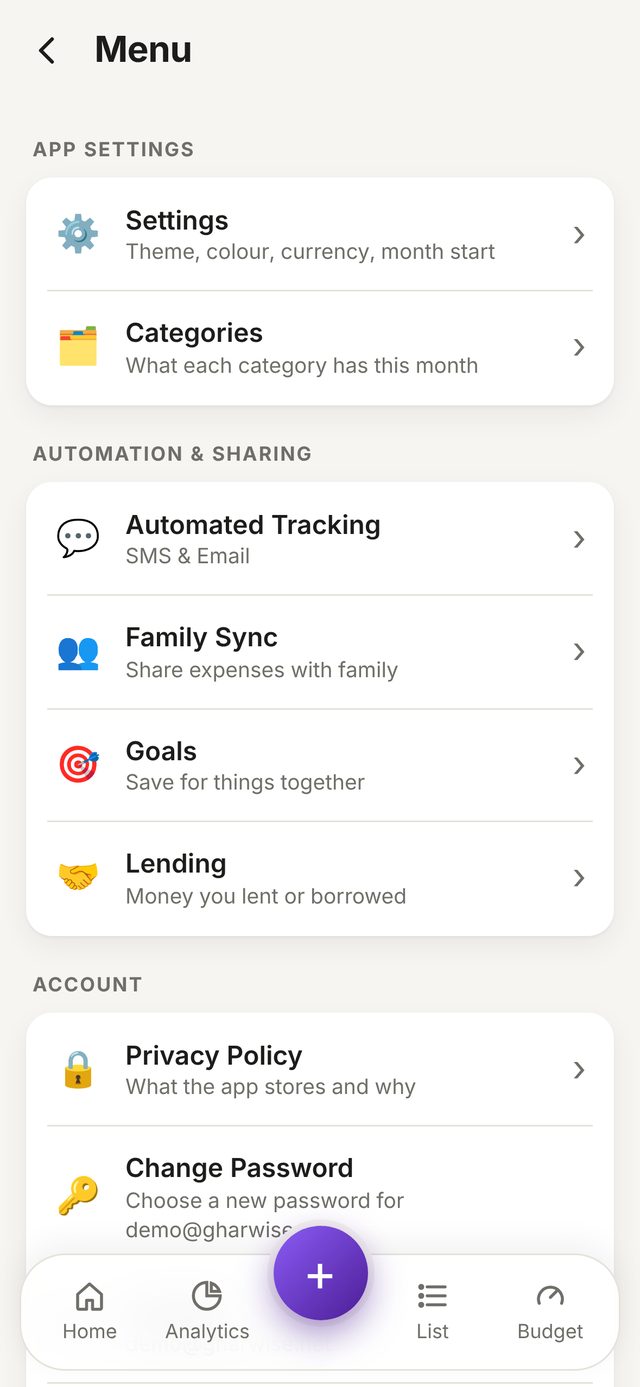 Menu
APP SETTINGS
Settings
Theme, colour, currency, month start
Categories
What each category has this month
AUTOMATION & SHARING
Automated Tracking
SMS & Email
Family Sync
Share expenses with family
Goals
Save for things together
Lending
Money you lent or borrowed
ACCOUNT
Privacy Policy
What the app stores and why
Change Password
Choose a new password for
demo@gharwise
Home
Analytics
List
Budget